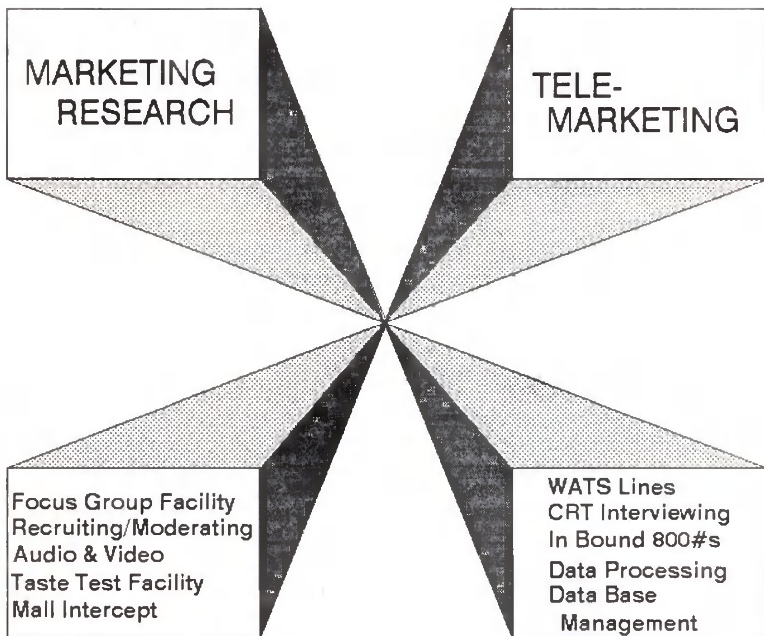 MARKETING
RESEARCH
TELE-
MARKETING
Focus Group Facility
Recruiting/Moderating
Audio & Video
Taste Test Facility
Mall Intercept
WATS Lines
CRT Interviewing
In Bound 800#s
Data Processing
Data Base
Management